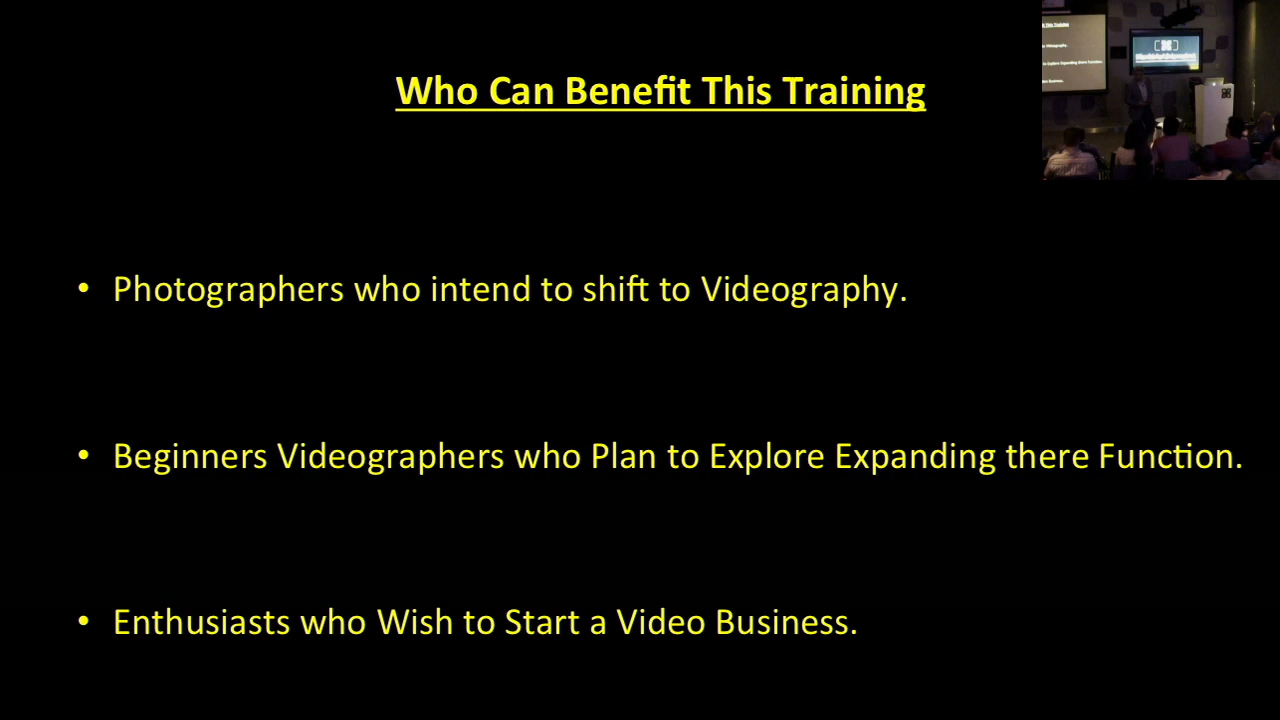 Who Can Benefit This Training
• Photographers who intend to shift to Videography.
• Beginners Videographers who Plan to Explore Expanding there Function.
• Enthusiasts who Wish to Start a Video Business.